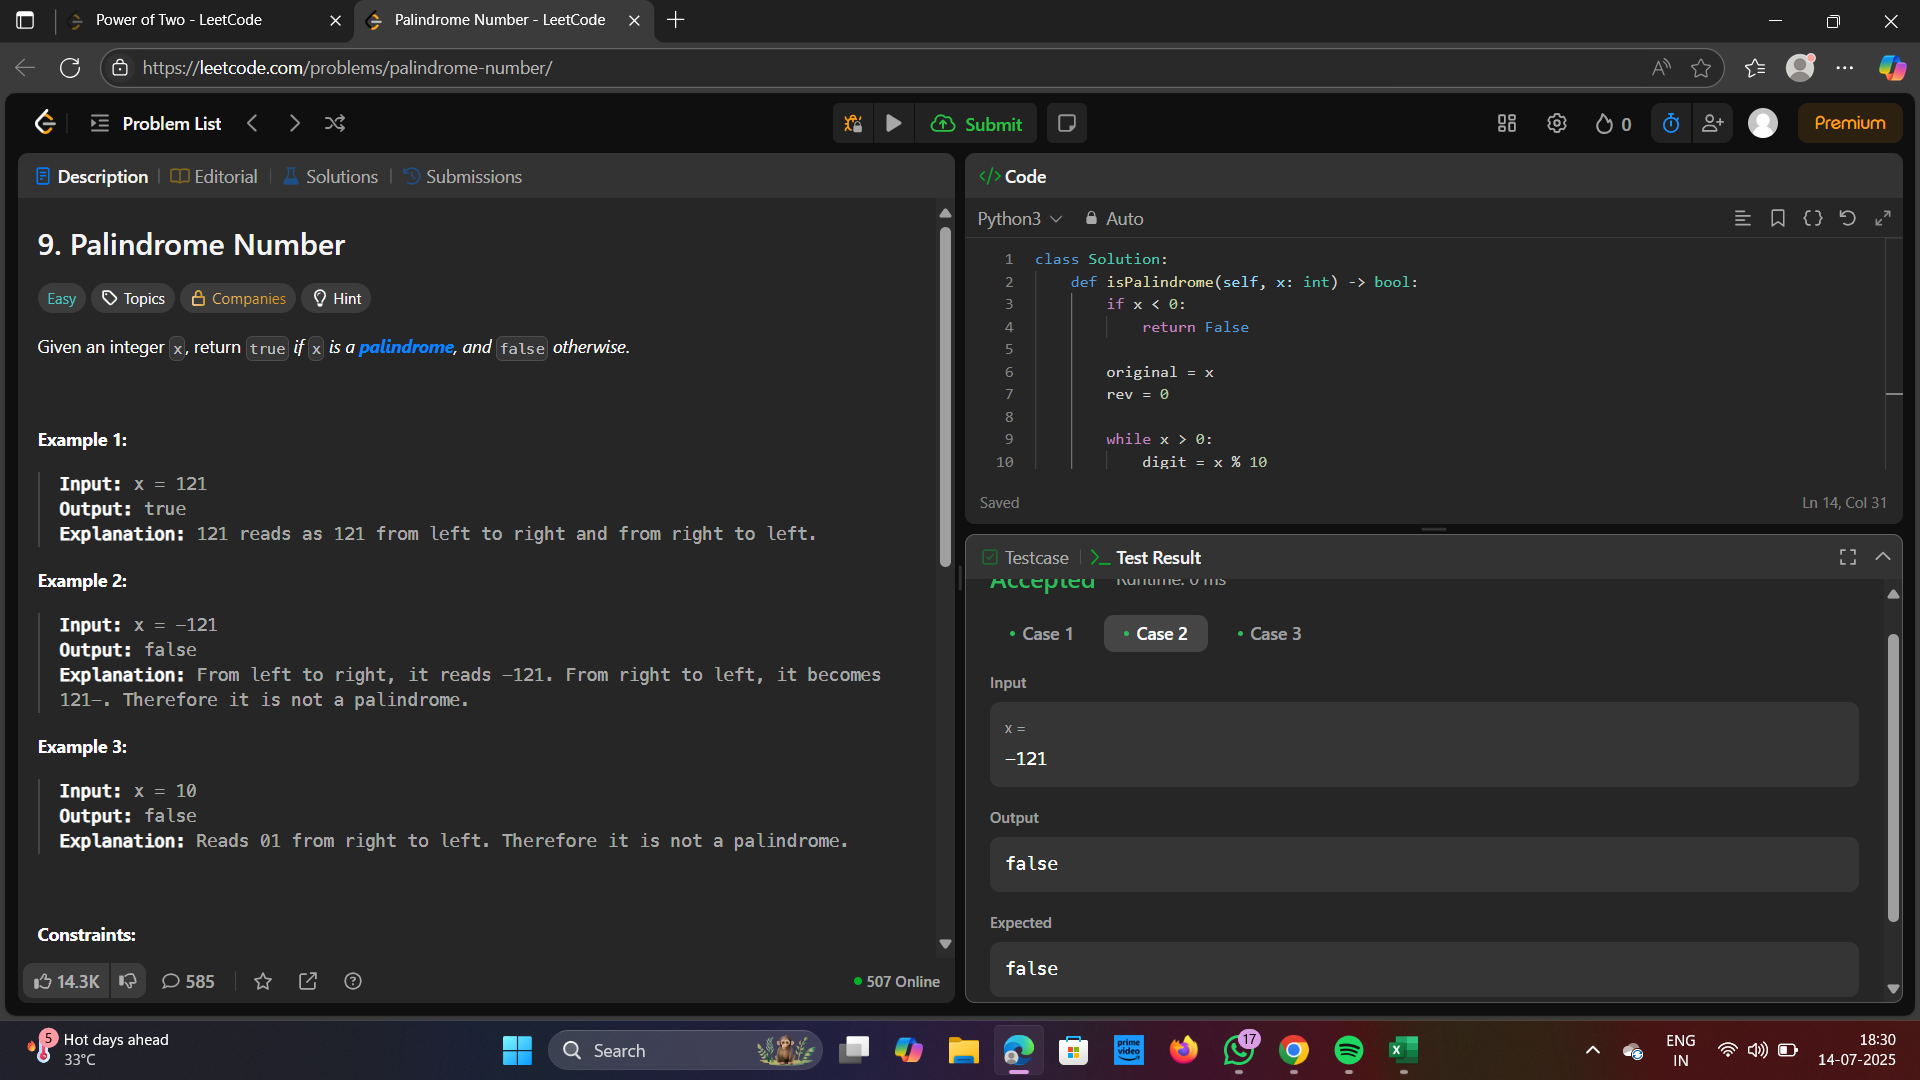 Power of Two - LeetCode
Palindrome Number - LeetCode
https://leetcode.com/problems/palindrome-number/
Problem List
Submit
0
Premium
Description
Editorial
Solutions
Submissions
9. Palindrome Number
Easy
Topics
Companies
Hint
Given an integer x, return true if x is a palindrome, and false otherwise.
Example 1:
Input: x = 121
Output: true
Explanation: 121 reads as 121 from left to right and from right to left.
Example 2:
Input: x = -121
Output: false
Explanation: From left to right, it reads -121. From right to left, it becomes
121-. Therefore it is not a palindrome.
Example 3:
Input: x = 10
Output: false
Explanation: Reads 01 from right to left. Therefore it is not a palindrome.
Constraints:
14.3K
585
507 Online
</> Code
Python3
Auto
1 class Solution:
2 def isPalindrome(self, x: int) -> bool:
3 if x < 0:
4 return False
5
6 original = x
7 rev = 0
8
9 while x > 0:
10 digit = x % 10
Saved
Ln 14, Col 31
Testcase
>_ Test Result
Accepted
Runtime: 0 ms
Case 1
Case 2
Case 3
Input
x =
-121
Output
false
Expected
false
5
Hot days ahead
33°C
Search
prime video
17
ENG
IN
18:30
14-07-2025